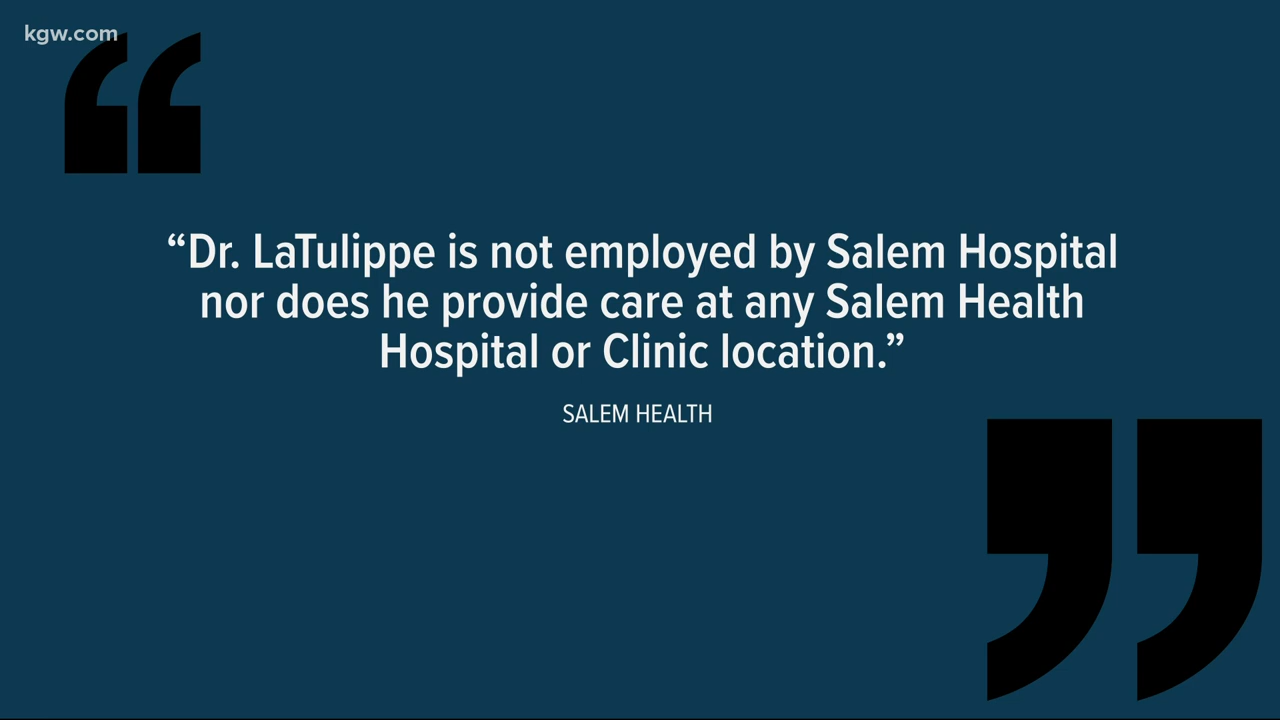 kgw.com
“Dr. LaTulippe is not employed by Salem Hospital
nor does he provide care at any Salem Health
Hospital or Clinic location.”
SALEM HEALTH